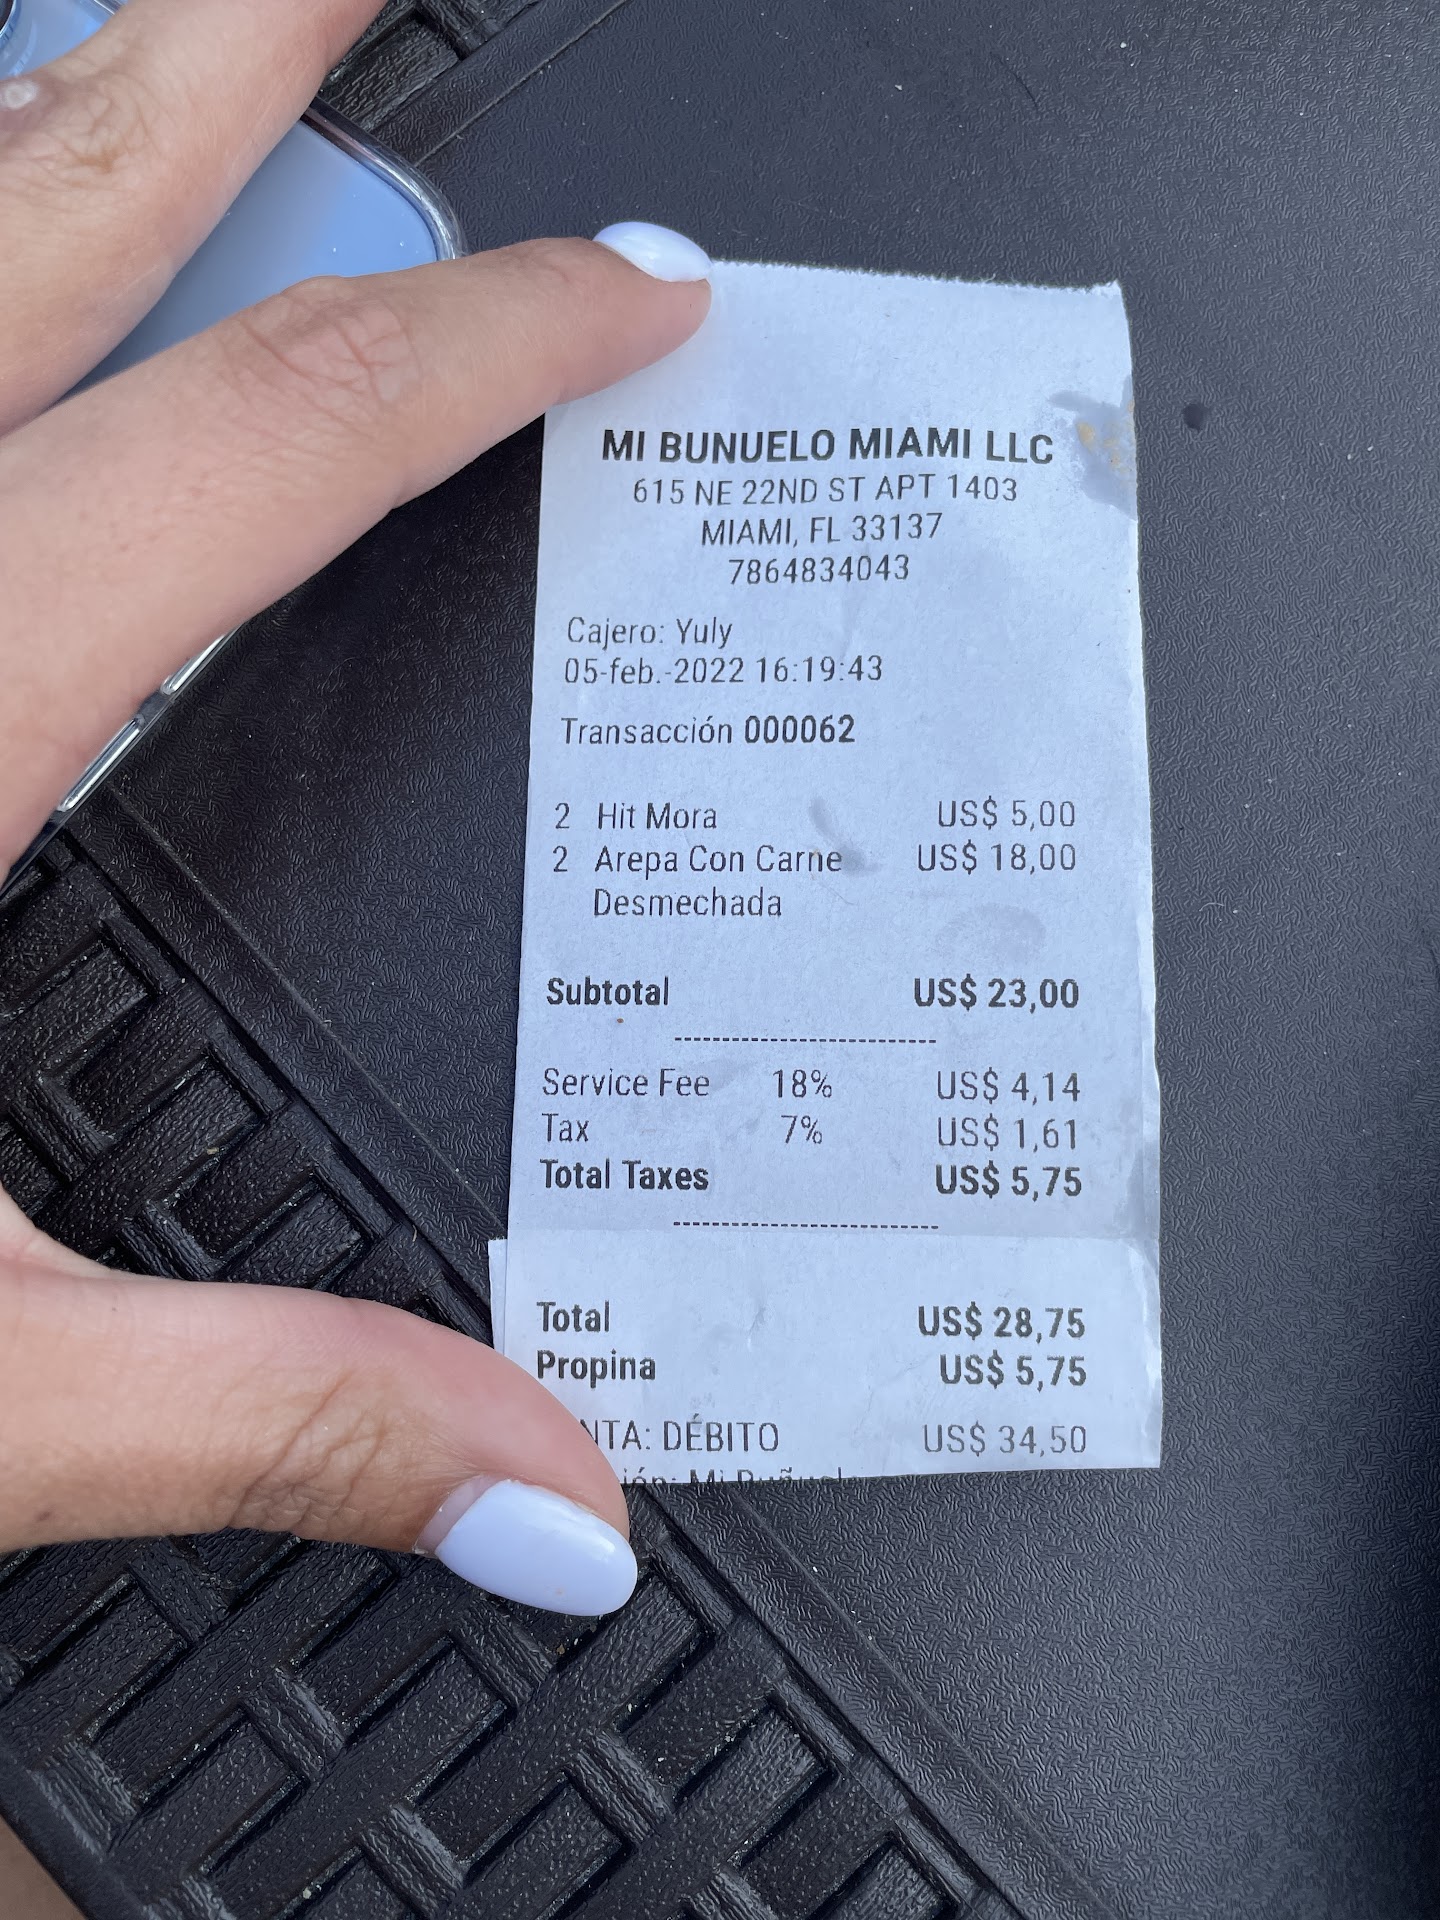 MI BUNUELO MIAMI LLC
615 NE 22ND ST APT 1403
MIAMI, FL 33137
7864834043
Cajero: Yuly
05-feb.-2022 16:19:43
Transacción 000062
2 Hit Mora US$ 5,00
2 Arepa Con Carne US$ 18,00
Desmechada
Subtotal US$ 23,00
Service Fee 18% US$ 4,14
Tax 7% US$ 1,61
Total Taxes US$ 5,75
Total US$ 28,75
Propina US$ 5,75
NTA: DÉBITO US$ 34,50